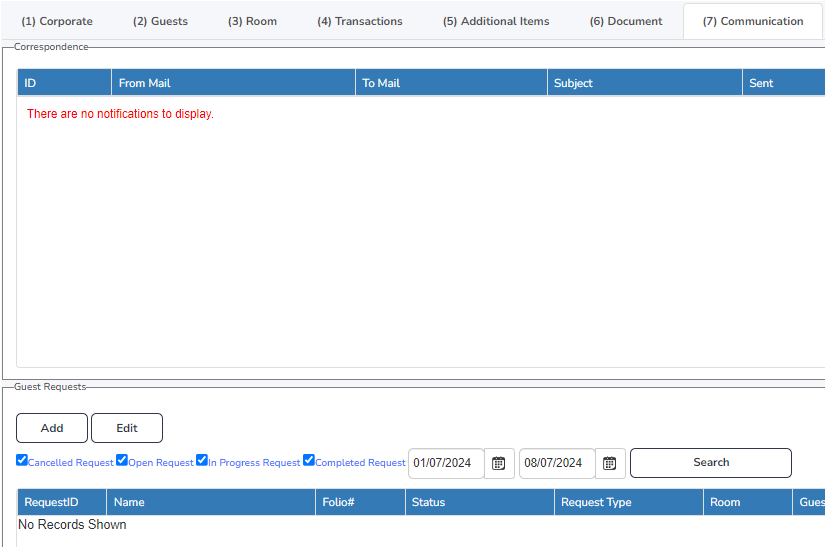 (1) Corporate (2) Guests (3) Room (4) Transactions (5) Additional Items (6) Document (7) Communication
Correspondence
ID From Mail To Mail Subject Sent
There are no notifications to display.
Guest Requests
Add Edit
Cancelled Request Open Request In Progress Request Completed Request 01/07/2024 08/07/2024 Search
RequestID Name Folio# Status Request Type Room Gues
No Records Shown